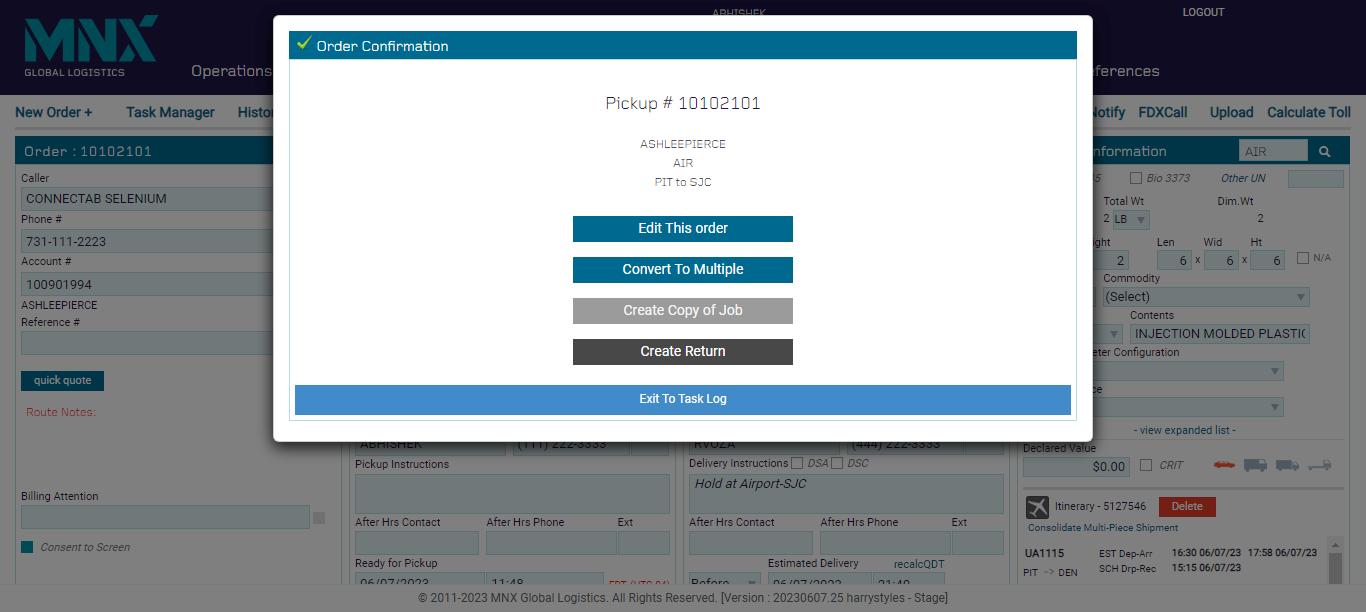 ABHISHEK
LOGOUT
MNX
GLOBAL LOGISTICS
Operations
New Order +
Task Manager
FDXCall
Upload
Calculate Toll
Order Confirmation
Pickup # 10102101
ASHLEEPIERCE
AIR
PIT to SJC
Edit This order
Convert To Multiple
Create Copy of Job
Create Return
Exit To Task Log
Order : 10102101
Caller
CONNECTAB SELENIUM
Phone #
731-111-2223
Account #
100901994
ASHLEEPIERCE
Reference #
quick quote
Route Notes:
Billing Attention
Consent to Screen
ABHISHEK
(111) 222-3333
Pickup Instructions
After Hrs Contact After Hrs Phone Ext
Ready for Pickup
06/07/2023 11:48 EDT (UTC-04)
RVOZA
(444) 222-3333
Delivery Instructions DSA DSC
Hold at Airport-SJC
After Hrs Contact After Hrs Phone Ext
Estimated Delivery recalcQDT
Before 06/07/2023 21:40
AIR
Bio 3373 Other UN
Total Wt Dim.Wt
2 LB 2
Len Wid Ht
2 6 x 6 x 6 N/A
Commodity
(Select)
Contents
INJECTION MOLDED PLASTIC
Configuration
- view expanded list -
Declared Value
$0.00 CRIT
Itinerary - 5127546 Delete
Consolidate Multi-Piece Shipment
UA1115 EST Dep-Arr 16:30 06/07/23 17:58 06/07/23
PIT -> DEN SCH Drp-Rec 15:15 06/07/23
© 2011-2023 MNX Global Logistics. All Rights Reserved. [Version : 20230607.25 harrystyles - Stage]